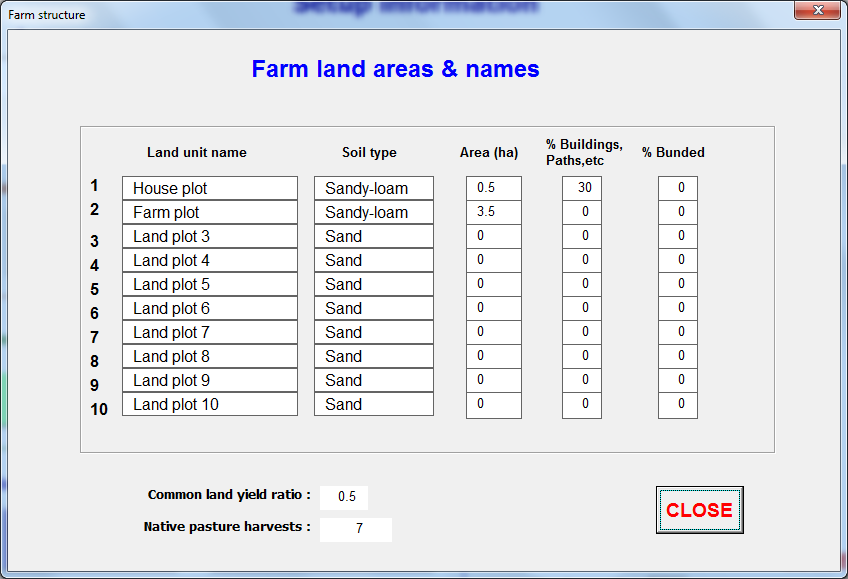 Setup Information
Farm structure
Farm land areas & names
Land unit name Soil type Area (ha) % Buildings, Paths,etc % Bunded
1 House plot Sandy-loam 0.5 30 0
2 Farm plot Sandy-loam 3.5 0 0
3 Land plot 3 Sand 0 0 0
4 Land plot 4 Sand 0 0 0
5 Land plot 5 Sand 0 0 0
6 Land plot 6 Sand 0 0 0
7 Land plot 7 Sand 0 0 0
8 Land plot 8 Sand 0 0 0
9 Land plot 9 Sand 0 0 0
10 Land plot 10 Sand 0 0 0
Common land yield ratio : 0.5
Native pasture harvests : 7
CLOSE